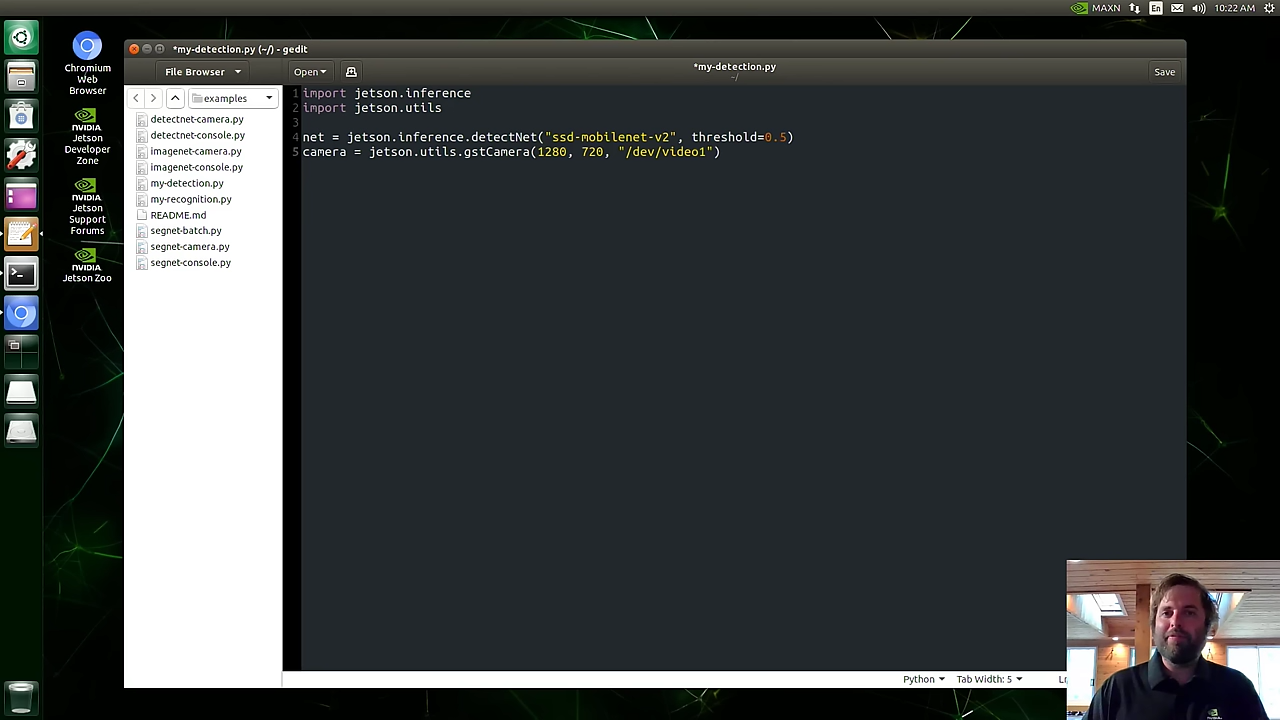 MAXN
En
10:22 AM
*my-detection.py (~/) - gedit
File Browser
Open
*my-detection.py
~/
Save
examples
detectnet-camera.py
detectnet-console.py
imagenet-camera.py
imagenet-console.py
my-detection.py
my-recognition.py
README.md
segnet-batch.py
segnet-camera.py
segnet-console.py
Chromium
Web
Browser
NVIDIA
Jetson
Developer
Zone
NVIDIA
Jetson
Support
Forums
NVIDIA
Jetson Zoo
1 import jetson.inference
2 import jetson.utils
3
4 net = jetson.inference.detectNet("ssd-mobilenet-v2", threshold=0.5)
5 camera = jetson.utils.gstCamera(1280, 720, "/dev/video1")
Python
Tab Width: 5